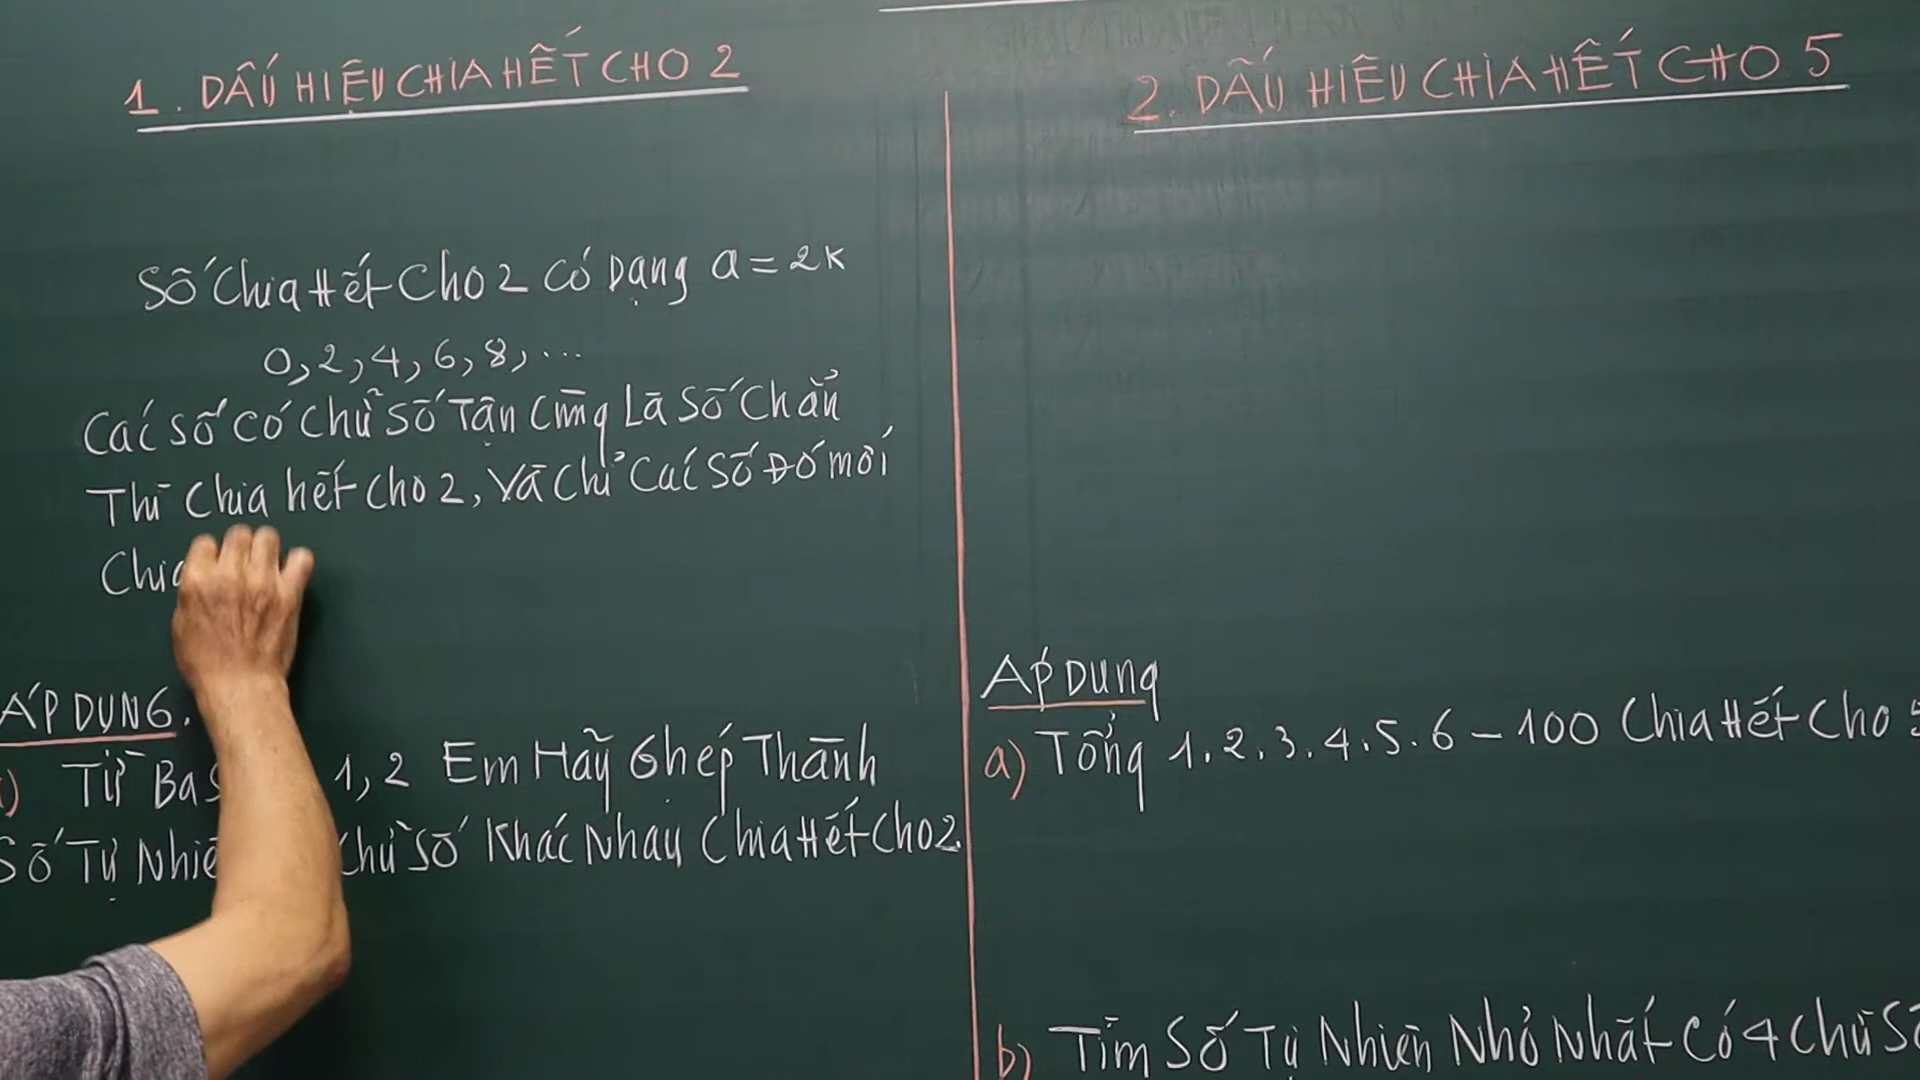 1. DẤU HIỆU CHIA HẾT CHO 2
Số Chia Hết Cho 2 Có Dạng a = 2k
0, 2, 4, 6, 8, ...
Các số có chữ số Tận Cùng Là Số Chẵn
Thì Chia hết cho 2, Và Chỉ Các Số Đó mới
Chia
ÁP DỤNG.
Từ Ba 1, 2 Em Hãy Ghép Thành
Số Tự Nhiê Chữ Số Khác Nhau Chia Hết Cho 2.
2. DẤU HIỆU CHIA HẾT CHO 5
Áp Dụng
a) Tổng 1.2.3.4.5.6 - 100 Chia Hết Cho 5
b) Tìm Số Tự Nhiên Nhỏ Nhất Có 4 Chữ Số